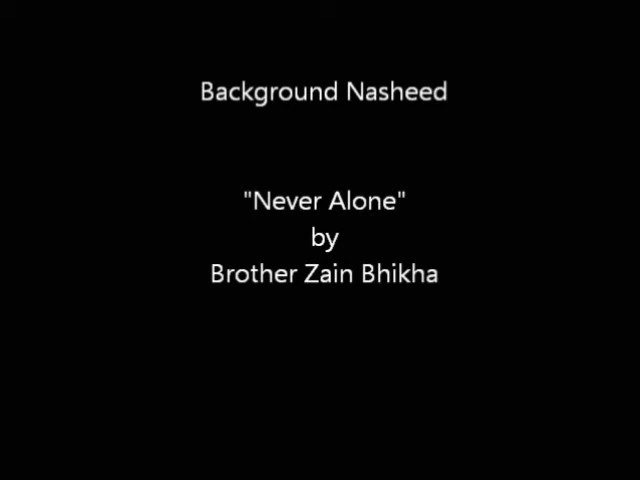 Background Nasheed
"Never Alone"
by
Brother Zain Bhikha